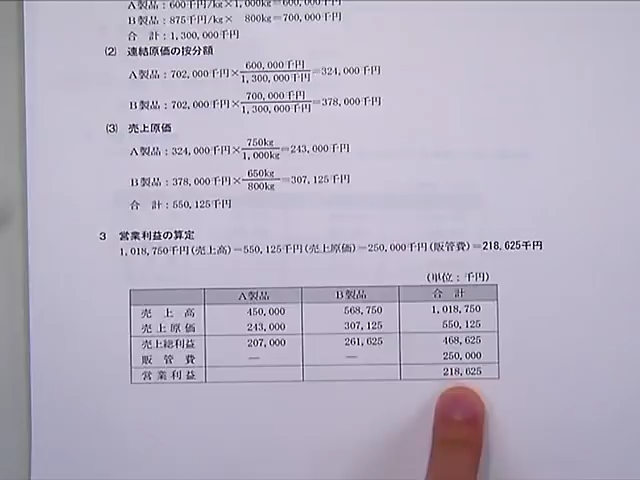 A製品：600千円/kg×1,000kg=600,000千円
B製品：875千円/kg× 800kg=700,000千円
合 計：1,300,000千円
(2) 連結原価の按分額
A製品：702,000千円×600,000千円/1,300,000千円=324,000千円
B製品：702,000千円×700,000千円/1,300,000千円=378,000千円
(3) 売上原価
A製品：324,000千円×750kg/1,000kg=243,000千円
B製品：378,000千円×650kg/800kg=307,125千円
合 計：550,125千円
3 営業利益の算定
1,018,750千円(売上高)－550,125千円(売上原価)－250,000千円(販管費)=218,625千円
(単位：千円)
A製品 B製品 合 計
売上高 450,000 568,750 1,018,750
売上原価 243,000 307,125 550,125
売上総利益 207,000 261,625 468,625
販管費 — — 250,000
営業利益 218,625